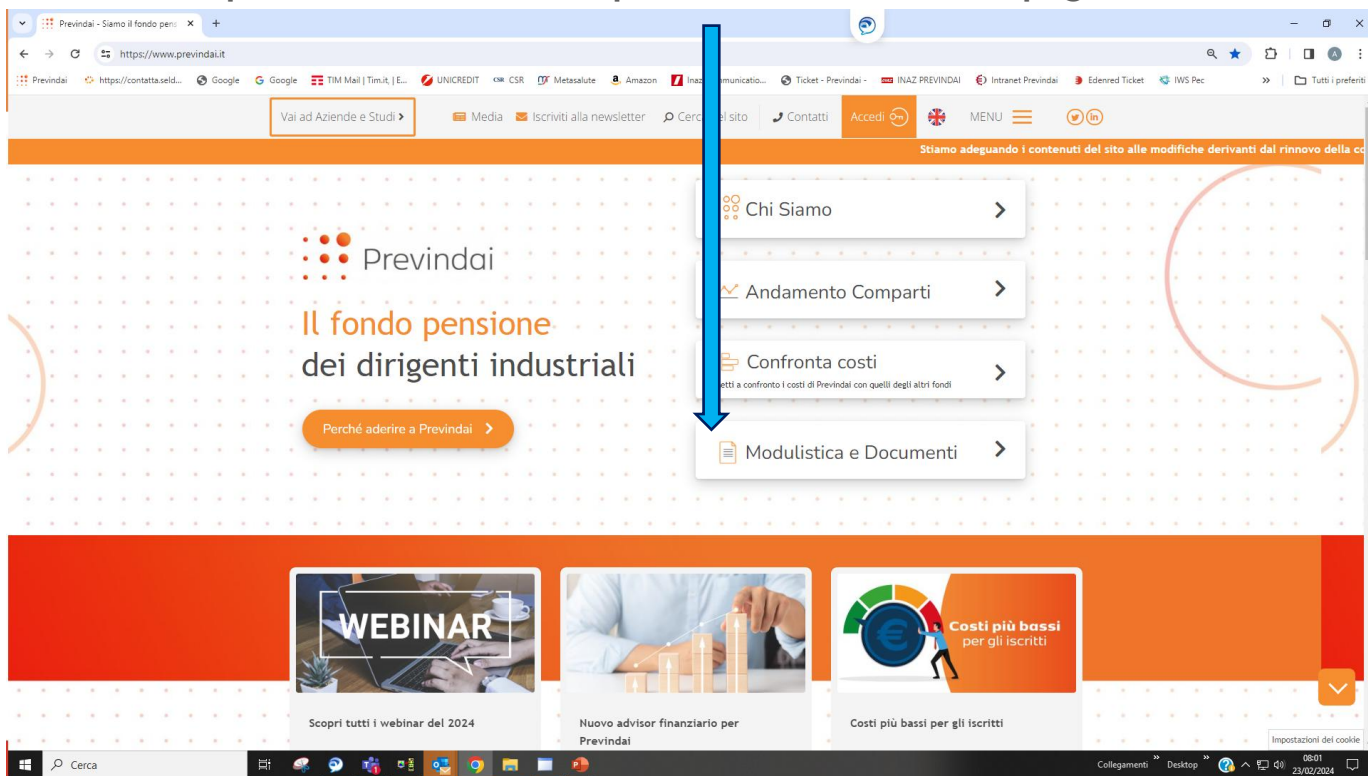 Previndai - Siamo il fondo pens
https://www.previndai.it
Previndai https://contatta.seld... Google Google TIM Mail | Tim.it, | E... UNICREDIT CSR CSR Metasalute Amazon INAZ PREVINDAI Ticket - Previndai - Intranet Previndai Edenred Ticket IWS Pec » Tutti i preferiti
Vai ad Aziende e Studi > Media Iscriviti alla newsletter Contatti Accedi MENU
Stiamo adeguando i contenuti del sito alle modifiche derivanti dal rinnovo della
Chi Siamo
Previndai
Andamento Comparti
Il fondo pensione
dei dirigenti industriali
Confronta costi
a confronto i costi di Previndai con quelli degli altri fondi
Perché aderire a Previndai
Modulistica e Documenti
WEBINAR
Costi più bassi
per gli iscritti
Scopri tutti i webinar del 2024
Nuovo advisor finanziario per
Previndai
Costi più bassi per gli iscritti
Impostazioni dei cookie
Cerca
Collegamenti » Desktop »
08:01
23/02/2024